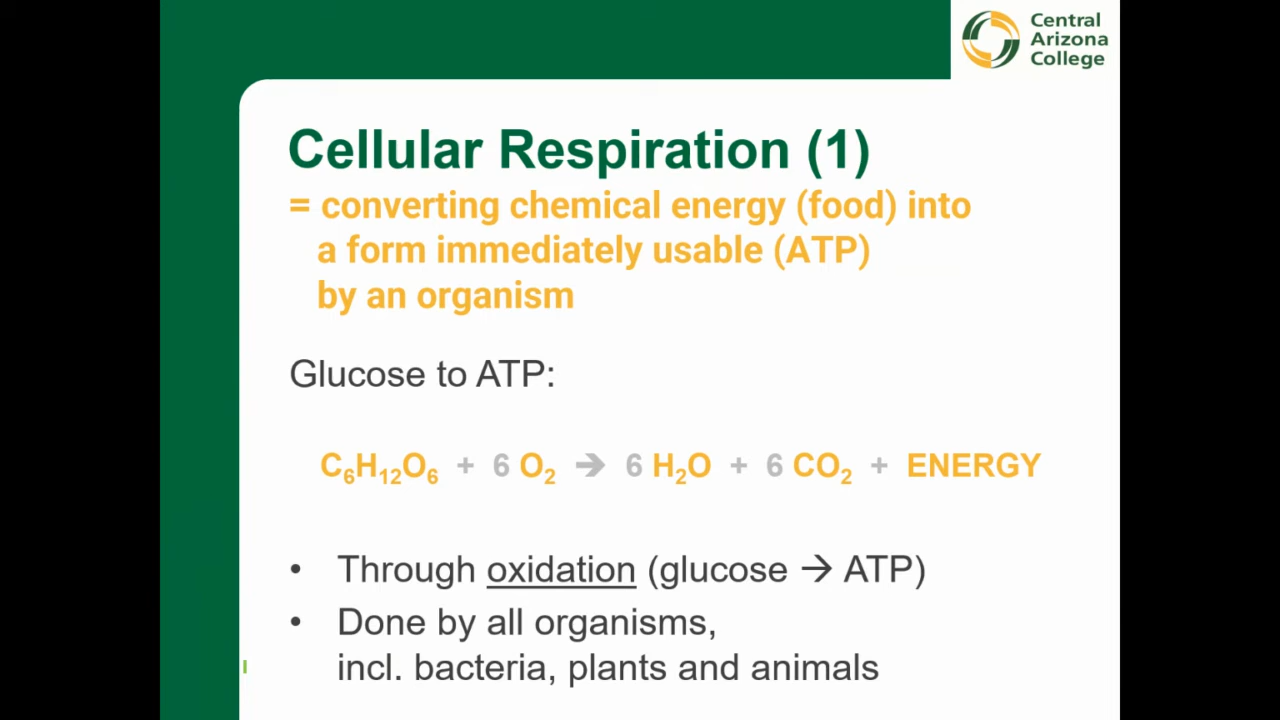 Central
Arizona
College
Cellular Respiration (1)
= converting chemical energy (food) into
a form immediately usable (ATP)
by an organism
Glucose to ATP:
C₆H₁₂O₆ + 6 O₂ → 6 H₂O + 6 CO₂ + ENERGY
• Through oxidation (glucose → ATP)
• Done by all organisms,
incl. bacteria, plants and animals